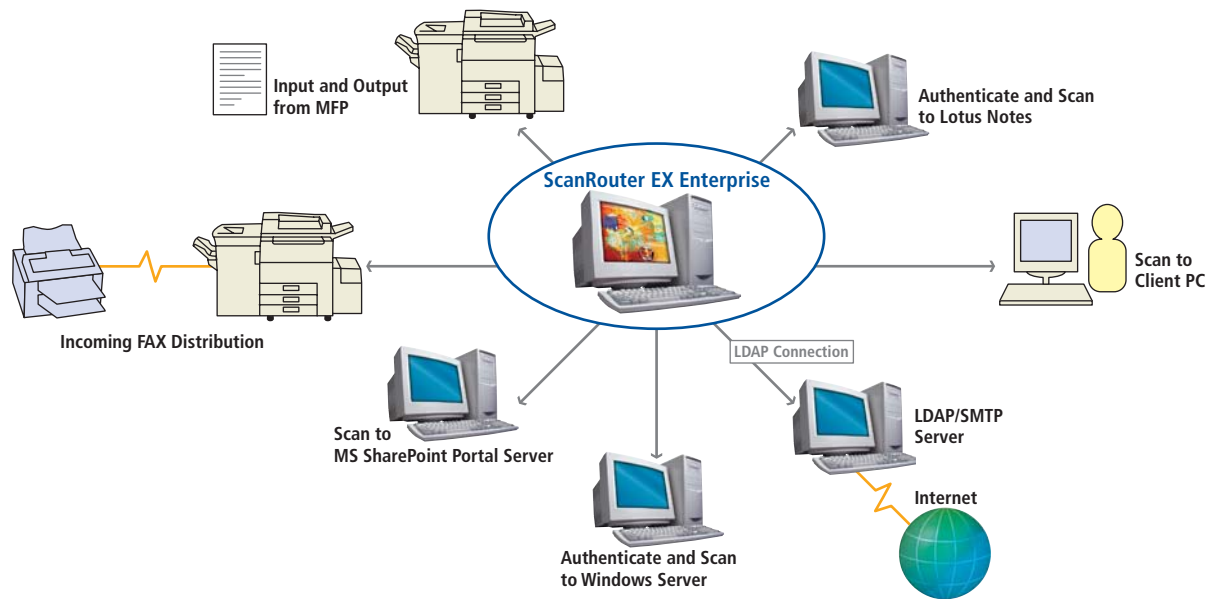 Input and Output
from MFP
Authenticate and Scan
to Lotus Notes
ScanRouter EX Enterprise
Scan to
Client PC
Incoming FAX Distribution
LDAP Connection
Scan to
MS SharePoint Portal Server
LDAP/SMTP
Server
Internet
Authenticate and Scan
to Windows Server